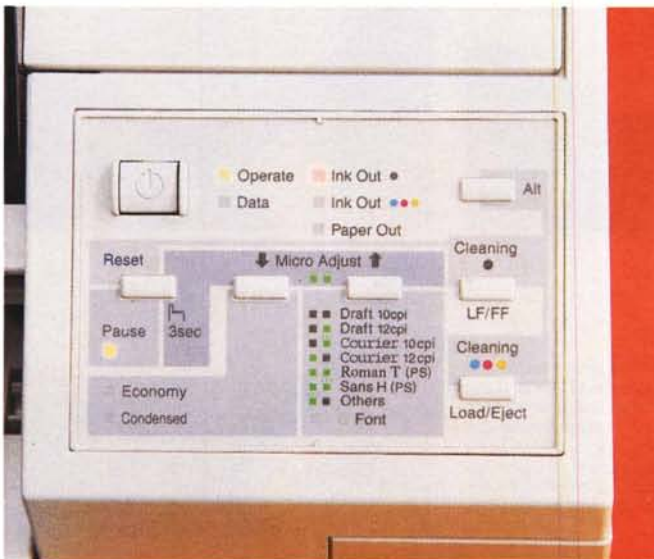 Operate
Data
Ink Out
Ink Out
Paper Out
Alt
Reset
Micro Adjust
Pause
3sec
Economy
Condensed
Draft 10cpi
Draft 12cpi
Courier 10cpi
Courier 12cpi
Roman T (PS)
Sans H (PS)
Others
Font
Cleaning
LF/FF
Cleaning
Load/Eject